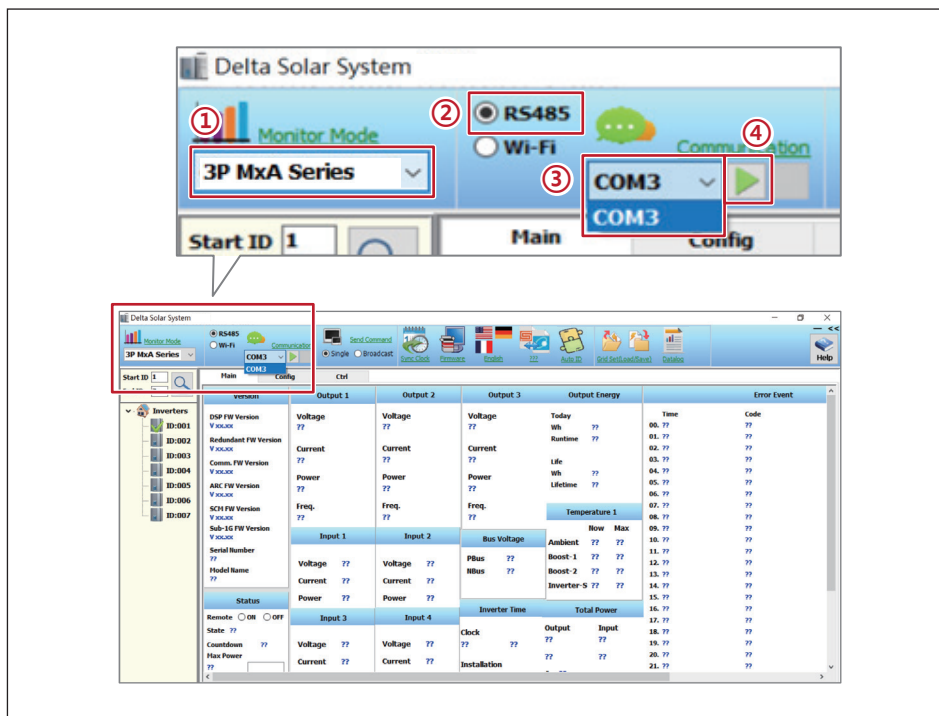 Delta Solar System
① Monitor Mode
3P MxA Series
② RS485
Wi-Fi
④ Communication
③ COM3
COM3
Start ID 1
Main Config
Delta Solar System
Monitor Mode
3P MxA Series
RS485
Wi-Fi
Communication
COM3
COM3
Send Command
Single Broadcast
Sync Clock Firmware English ??? Auto ID Grid Set(Load/Save) Datalog
<<
Help
Start ID 1
Main Config Ctrl
Inverters
ID:001
ID:002
ID:003
ID:004
ID:005
ID:006
ID:007
Version
DSP FW Version
V xx.xx
Redundant FW Version
V xx.xx
Comm. FW Version
V xx.xx
ARC FW Version
V xx.xx
SCM FW Version
V xx.xx
Sub-1G FW Version
V xx.xx
Serial Number
??
Model Name
??
Status
Remote ON OFF
State ??
Countdown ??
Max Power
??
Output 1
Voltage
??
Current
??
Power
??
Freq.
??
Output 2
Voltage
??
Current
??
Power
??
Freq.
??
Output 3
Voltage
??
Current
??
Power
??
Freq.
??
Input 1
Voltage ??
Current ??
Power ??
Input 2
Voltage ??
Current ??
Power ??
Input 3
Voltage ??
Current ??
Input 4
Voltage ??
Current ??
Bus Voltage
PBus ??
NBus ??
Inverter Time
Clock
?? ??
Installation
Output Energy
Today
Wh ??
Runtime ??
Life
Wh ??
Lifetime ??
Temperature 1
Now Max
Ambient ?? ??
Boost-1 ?? ??
Boost-2 ?? ??
Inverter-S ?? ??
Total Power
Output Input
?? ??
?? ??
Error Event
Time Code
00. ?? ??
01. ?? ??
02. ?? ??
03. ?? ??
04. ?? ??
05. ?? ??
06. ?? ??
07. ?? ??
08. ?? ??
09. ?? ??
10. ?? ??
11. ?? ??
12. ?? ??
13. ?? ??
14. ?? ??
15. ?? ??
16. ?? ??
17. ?? ??
18. ?? ??
19. ?? ??
20. ?? ??
21. ?? ??